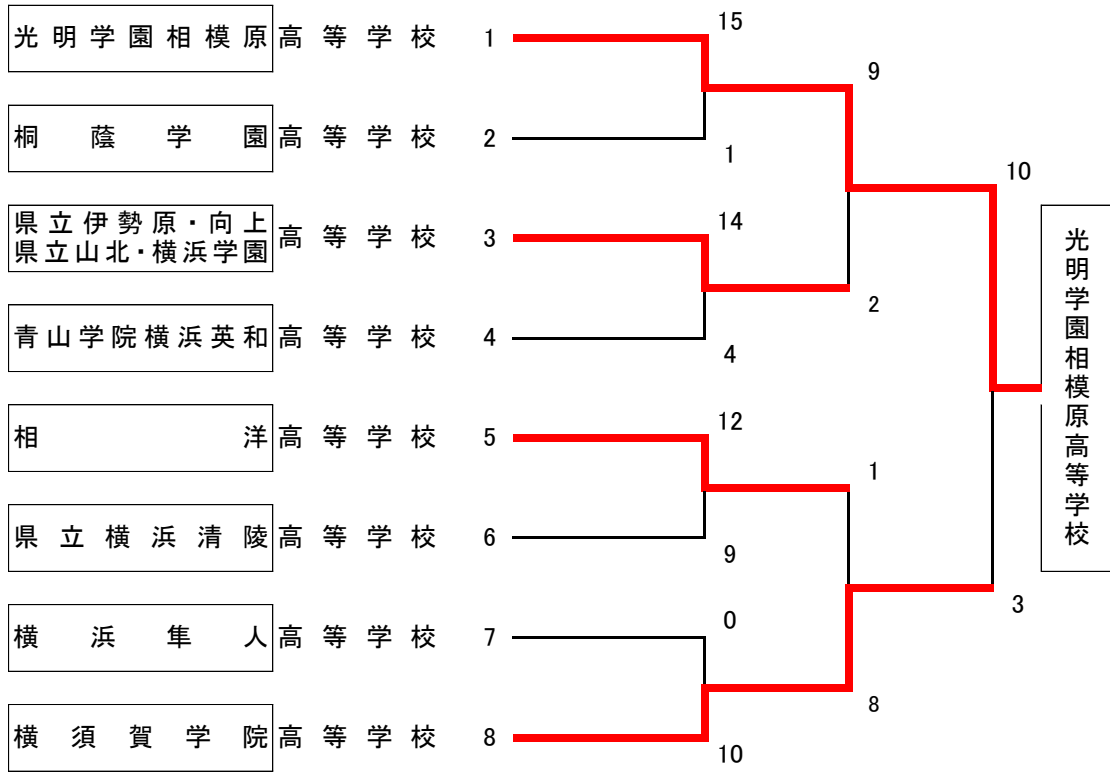 光明学園相模原高等学校 1
桐蔭学園高等学校 2
県立伊勢原・向上
県立山北・横浜学園
高等学校 3
青山学院横浜英和高等学校 4
相洋高等学校 5
県立横浜清陵高等学校 6
横浜隼人高等学校 7
横須賀学院高等学校 8
15
1
14
4
12
9
0
10
9
2
1
8
10
3
光明学園相模原高等学校